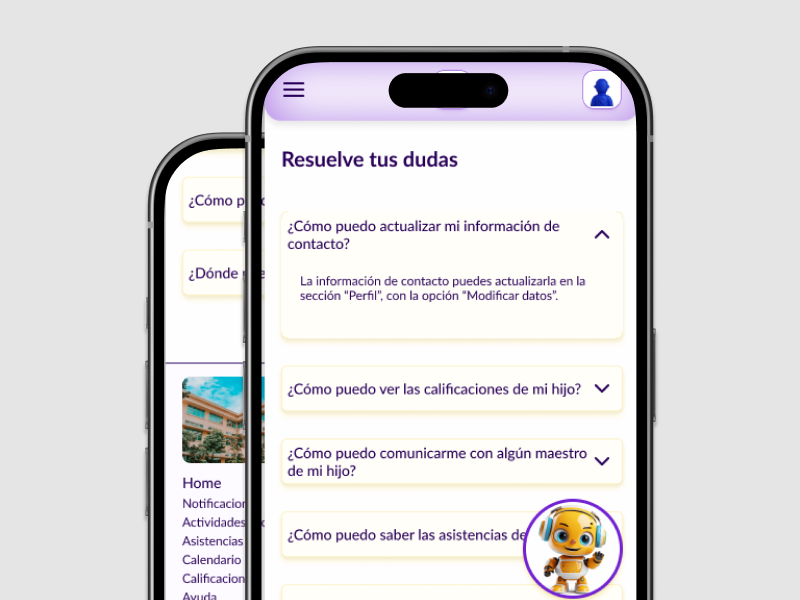 Resuelve tus dudas
¿Cómo puedo actualizar mi información de
contacto?
La información de contacto puedes actualizarla en la
sección “Perfil”, con la opción “Modificar datos”.
¿Cómo puedo ver las calificaciones de mi hijo?
¿Cómo puedo comunicarme con algún maestro
de mi hijo?
¿Cómo puedo saber las asistencias de
¿Cómo
¿Dónde
Home
Actividades
Asistencias
Calendario
Ayuda